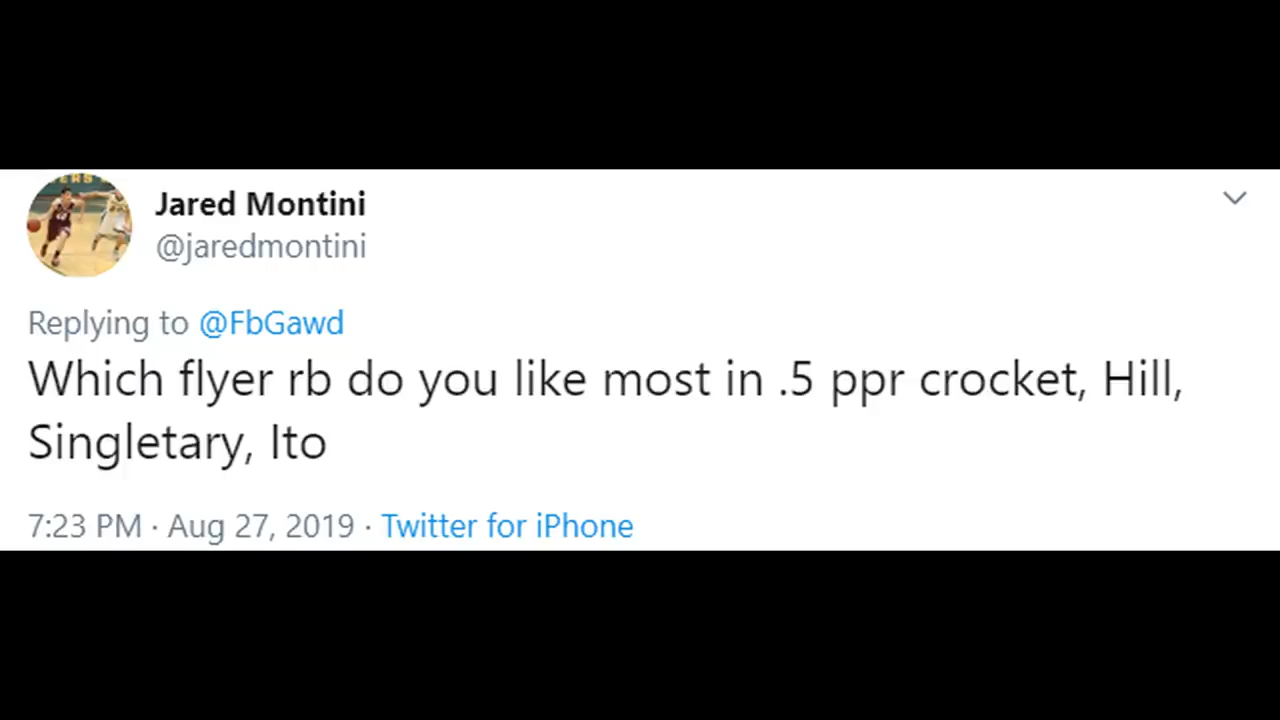 Jared Montini
@jaredmontini
Replying to @FbGawd
Which flyer rb do you like most in .5 ppr crocket, Hill,
Singletary, Ito
7:23 PM · Aug 27, 2019 · Twitter for iPhone